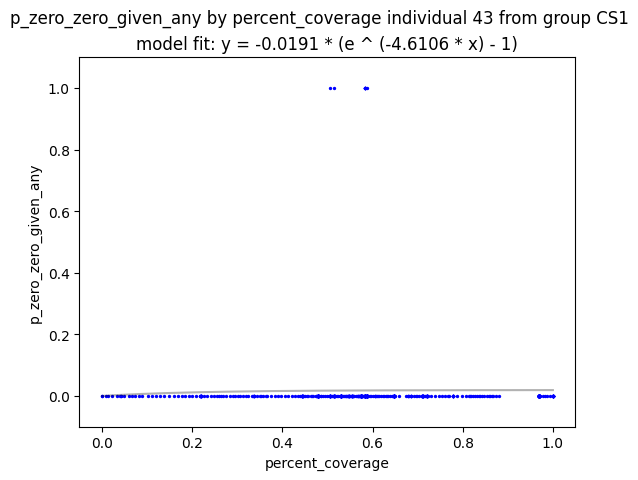 p_zero_zero_given_any by percent_coverage individual 43 from group CS1
model fit: y = -0.0191 * (e ^ (-4.6106 * x) - 1)
p_zero_zero_given_any
1.0
0.8
0.6
0.4
0.2
0.0
0.0 0.2 0.4 0.6 0.8 1.0
percent_coverage